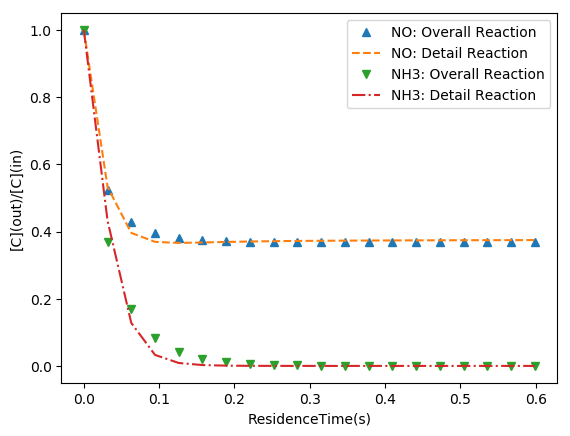 1.0
0.8
0.6
0.4
0.2
0.0
[C](out)/[C](in)
NO: Overall Reaction
NO: Detail Reaction
NH3: Overall Reaction
NH3: Detail Reaction
0.0 0.1 0.2 0.3 0.4 0.5 0.6
ResidenceTime(s)